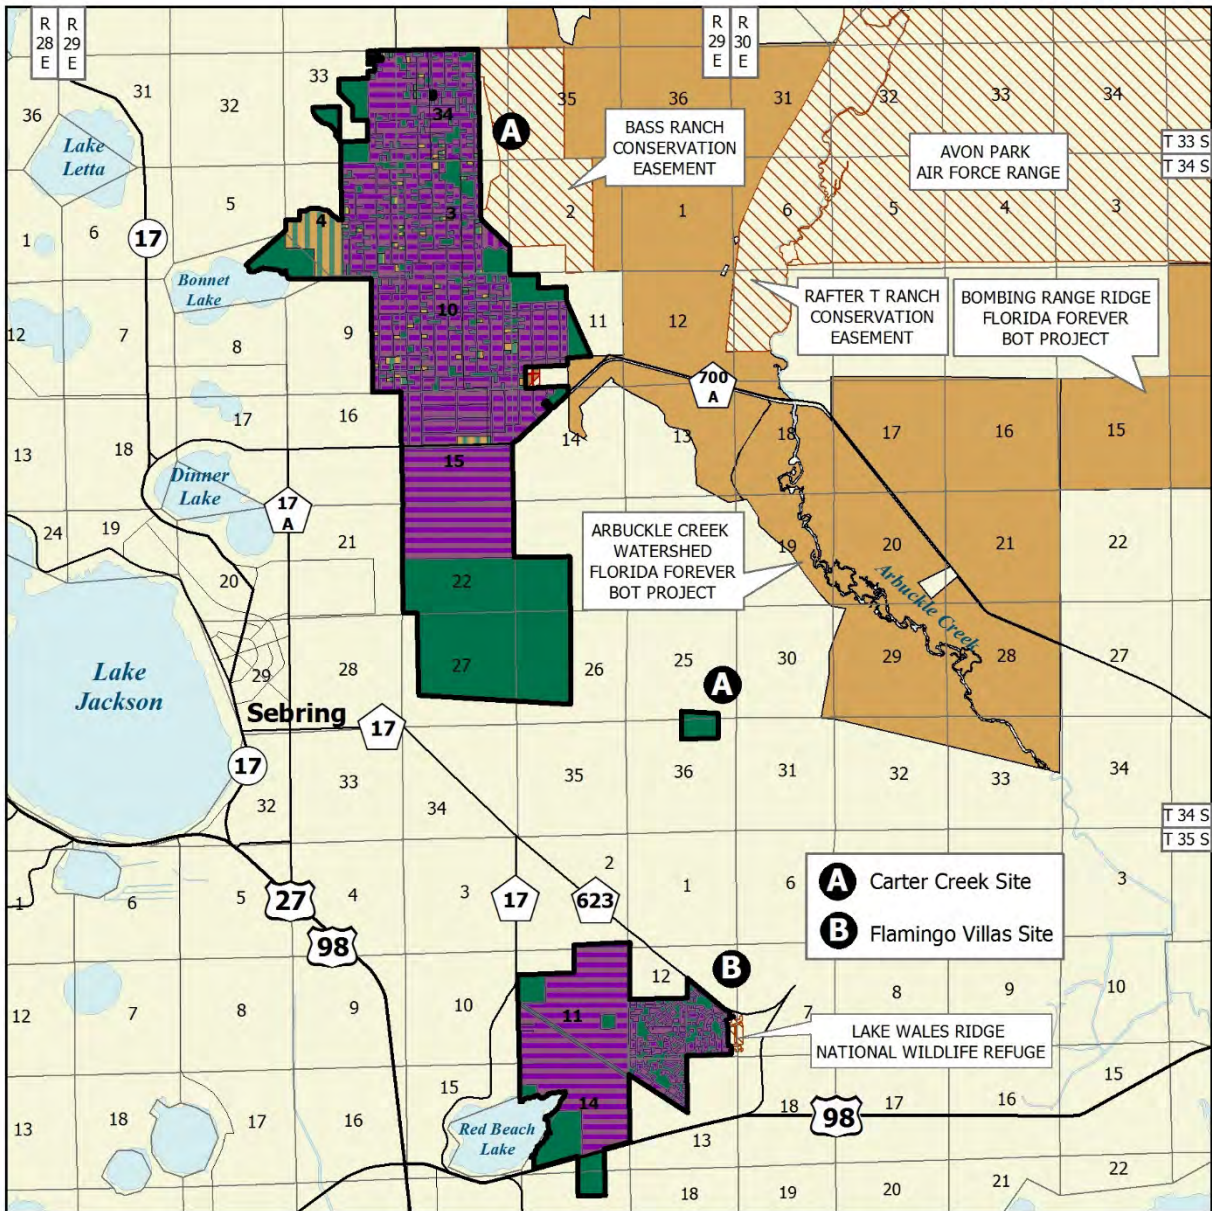 R
28
E
R
29
E
R
29
E
R
30
E
31
32
33
34
35
36
31
32
33
34
36
A
BASS RANCH
CONSERVATION
EASEMENT
AVON PARK
AIR FORCE RANGE
T 33 S
T 34 S
Lake
Letta
1
6
5
4
3
2
1
6
5
4
3
17
Bonnet
Lake
RAFTER T RANCH
CONSERVATION
EASEMENT
BOMBING RANGE RIDGE
FLORIDA FOREVER
BOT PROJECT
12
7
8
9
10
11
12
700
A
13
18
17
16
15
14
13
18
17
16
15
Dinner
Lake
17
A
24
19
20
21
22
ARBUCKLE CREEK
WATERSHED
FLORIDA FOREVER
BOT PROJECT
19
20
21
22
Arbuckle Creek
Lake
Jackson
29
28
27
26
25
30
29
28
27
A
Sebring
17
17
32
33
34
35
36
31
32
33
34
T 34 S
T 35 S
1
6
5
4
3
2
1
6
3
27
98
17
623
A Carter Creek Site
B Flamingo Villas Site
B
12
7
8
9
10
11
12
7
8
9
10
LAKE WALES RIDGE
NATIONAL WILDLIFE REFUGE
13
18
17
16
15
14
13
18
17
16
15
98
Red Beach
Lake
18
19
20
21
22